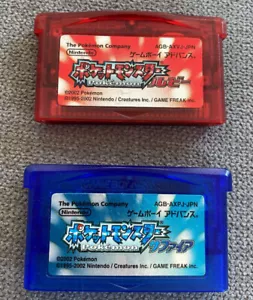 The Pokémon Company AGB-AXVJ-JPN
Nintendo ゲームボーイ アドバンス
ポケットモンスター
Pokémon ルビー
©2002 Pokémon
©1995-2002 Nintendo / Creatures inc. / GAME FREAK inc.
The Pokémon Company AGB-AXPJ-JPN
Nintendo ゲームボーイ アドバンス
ポケットモンスター
Pokémon サファイア
©2002 Pokémon
©1995-2002 Nintendo / Creatures inc. / GAME FREAK inc.